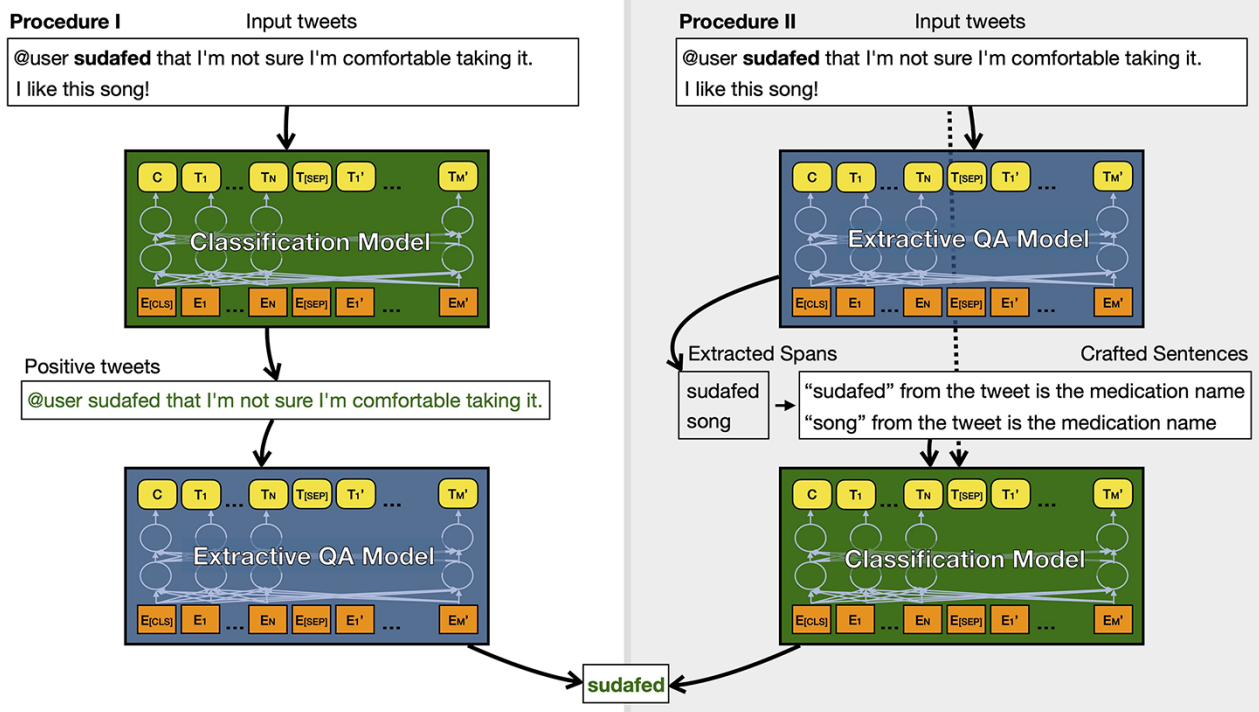 Procedure I
Input tweets
@user sudafed that I'm not sure I'm comfortable taking it.
I like this song!
C T1 ... TN T[SEP] T1' ... TM'
Classification Model
E[CLS] E1 ... EN E[SEP] E1' ... EM'
Positive tweets
@user sudafed that I'm not sure I'm comfortable taking it.
C T1 ... TN T[SEP] T1' ... TM'
Extractive QA Model
E[CLS] E1 ... EN E[SEP] E1' ... EM'
Procedure II
Input tweets
@user sudafed that I'm not sure I'm comfortable taking it.
I like this song!
C T1 ... TN T[SEP] T1' ... TM'
Extractive QA Model
E[CLS] E1 ... EN E[SEP] E1' ... EM'
Extracted Spans
sudafed
song
Crafted Sentences
“sudafed” from the tweet is the medication name
“song” from the tweet is the medication name
C T1 ... TN T[SEP] T1' ... TM'
Classification Model
E[CLS] E1 ... EN E[SEP] E1' ... EM'
sudafed